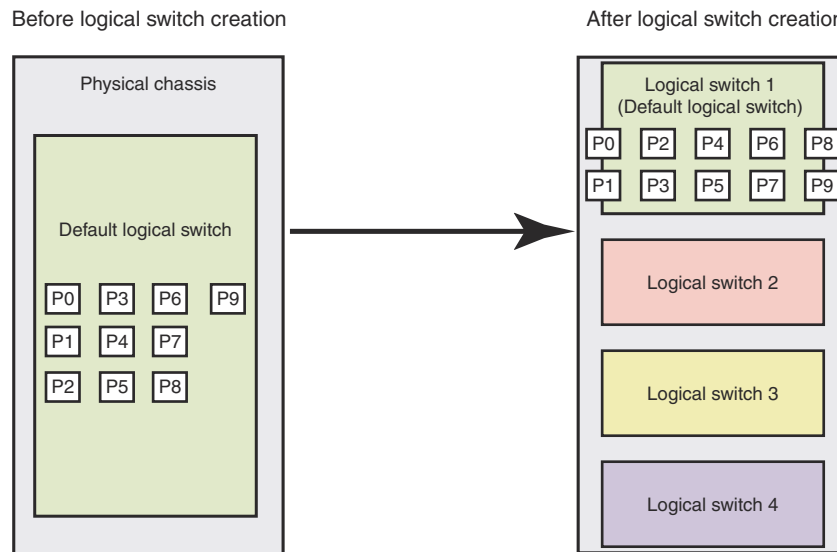 Before logical switch creation
Physical chassis
Default logical switch
P0 P3 P6 P9
P1 P4 P7
P2 P5 P8
After logical switch creation
Logical switch 1
(Default logical switch)
P0 P2 P4 P6 P8
P1 P3 P5 P7 P9
Logical switch 2
Logical switch 3
Logical switch 4